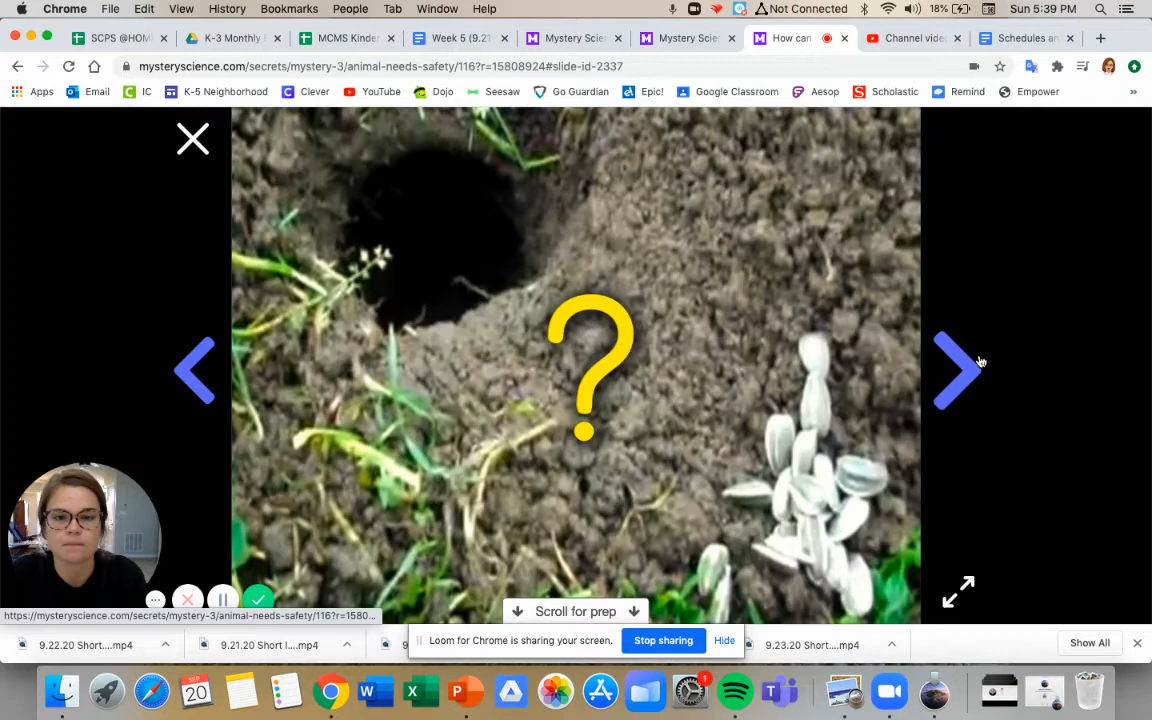 Chrome File Edit View History Bookmarks People Tab Window Help Not Connected 18% Sun 5:39 PM
SCPS @HOM K-3 Monthly MCMS Kinder Week 5 (9.21 Mystery Scie Mystery Scie How can Channel vide Schedules an
mysteryscience.com/secrets/mystery-3/animal-needs-safety/116?r=15808924#slide-id-2337
Apps Email IC K-5 Neighborhood Clever YouTube Dojo Seesaw Go Guardian Epic! Google Classroom Aesop Scholastic Remind Empower »
?
Scroll for prep
https://mysteryscience.com/secrets/mystery-3/animal-needs-safety/116?r=1580...
Loom for Chrome is sharing your screen. Stop sharing Hide
9.22.20 Short....mp4 9.21.20 Short I....mp4 9.23.20 Short....mp4 Show All
SEP
20
1